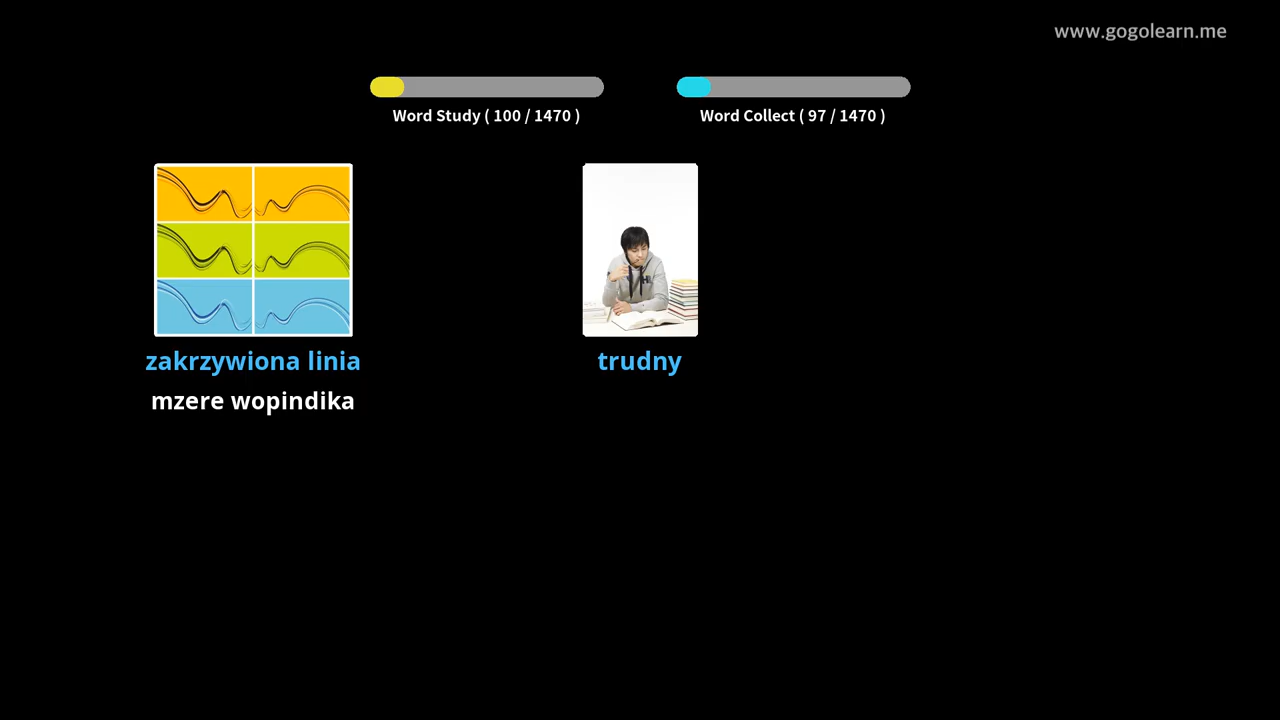 www.gogolearn.me
Word Study ( 100 / 1470 )
Word Collect ( 97 / 1470 )
zakrzywiona linia
mzere wopindika
trudny